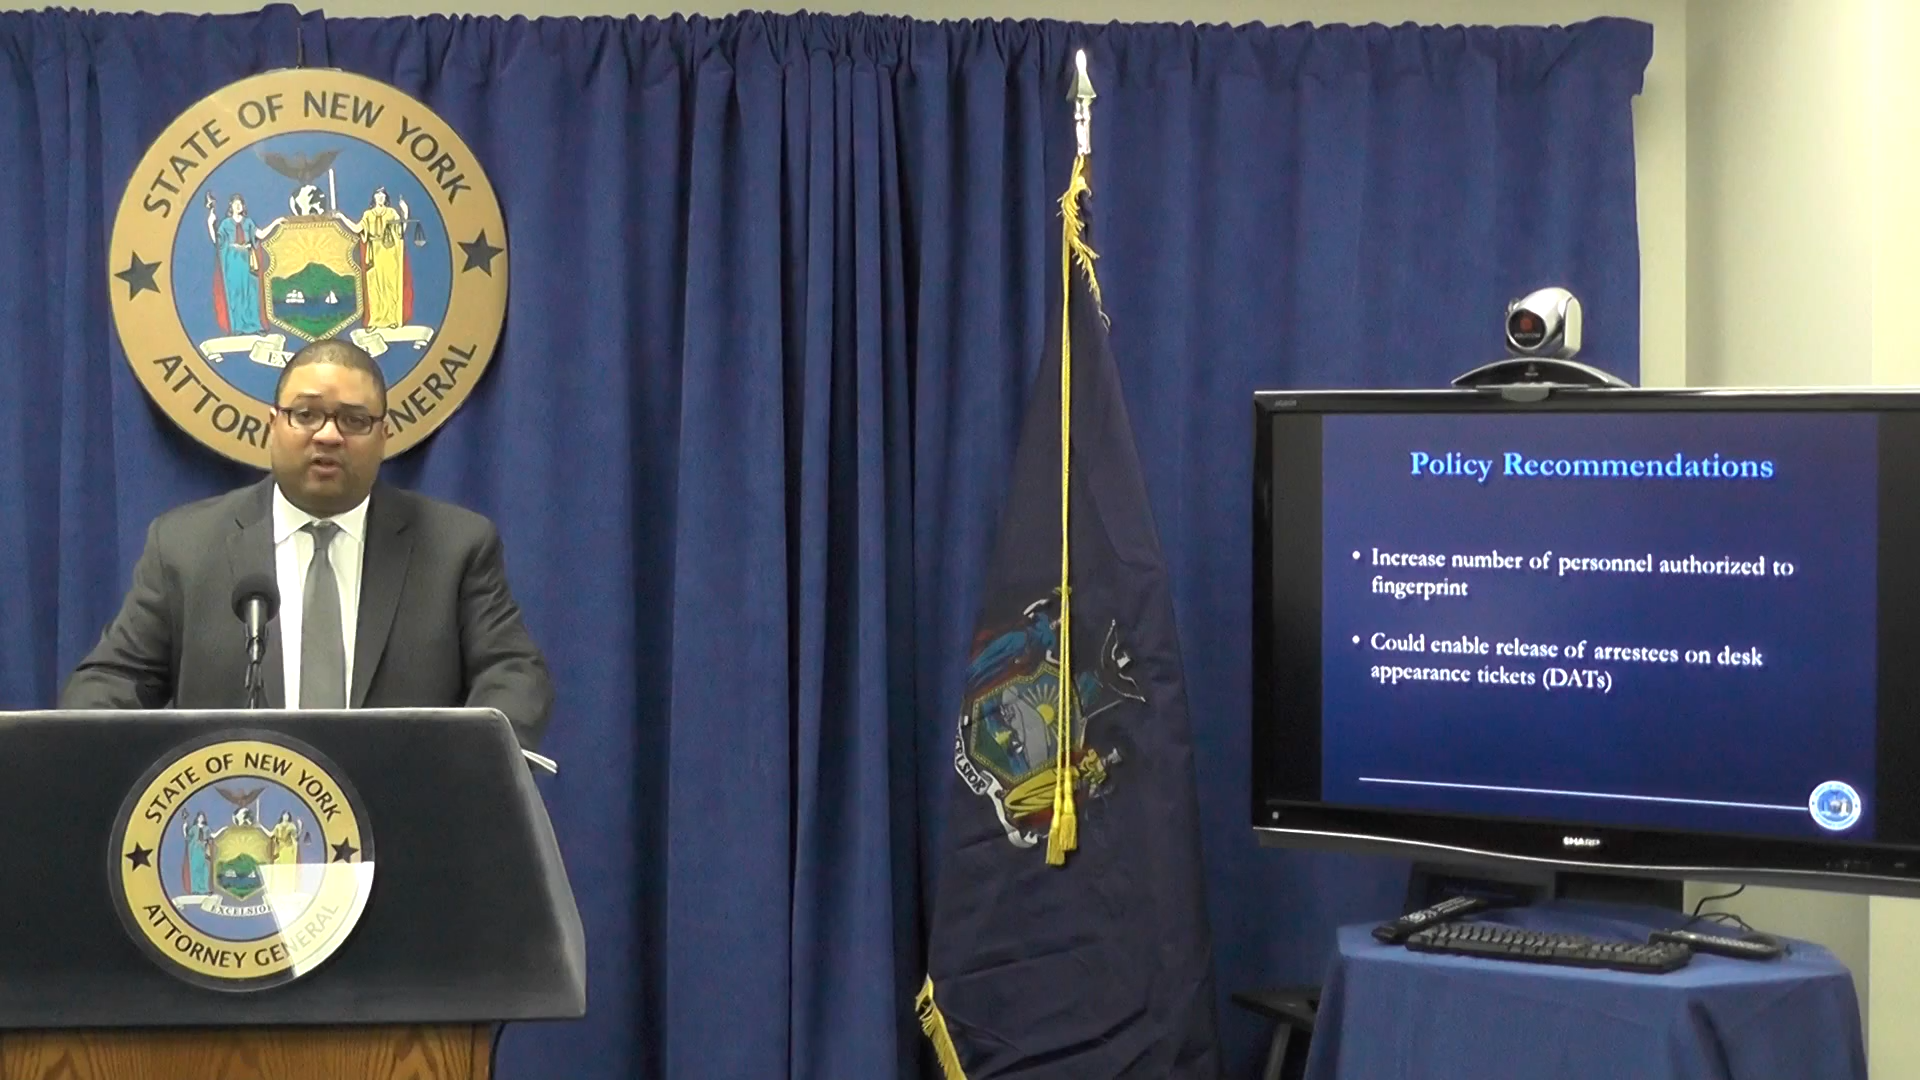 STATE OF NEW YORK
ATTORNEY GENERAL
EXCELSIOR
STATE OF NEW YORK
ATTORNEY GENERAL
EXCELSIOR
Policy Recommendations
• Increase number of personnel authorized to
fingerprint
• Could enable release of arrestees on desk
appearance tickets (DATs)
SHARP